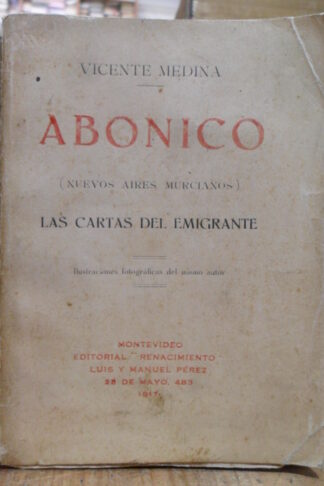 VICENTE MEDINA
ABONICO
(NUEVOS AIRES MURCIANOS)
LAS CARTAS DEL EMIGRANTE
Ilustraciones fotográficas del mismo autor
MONTEVIDEO
EDITORIAL RENACIMIENTO
LUIS Y MANUEL PÉREZ
25 DE MAYO, 483
1917